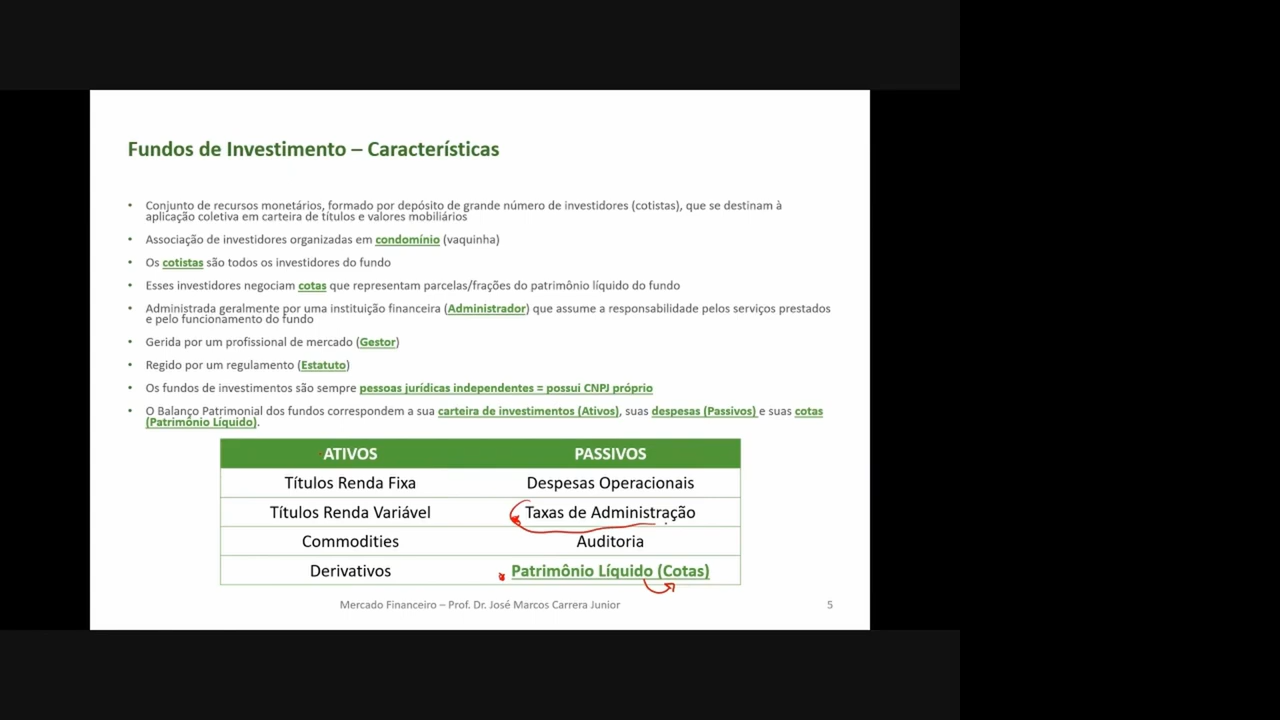 Fundos de Investimento – Características
• Conjunto de recursos monetários, formado por depósito de grande número de investidores (cotistas), que se destinam à
aplicação coletiva em carteira de títulos e valores mobiliários
• Associação de investidores organizadas em condomínio (vaquinha)
• Os cotistas são todos os investidores do fundo
• Esses investidores negociam cotas que representam parcelas/frações do patrimônio líquido do fundo
• Administrada geralmente por uma instituição financeira (Administrador) que assume a responsabilidade pelos serviços prestados
e pelo funcionamento do fundo
• Gerida por um profissional de mercado (Gestor)
• Regido por um regulamento (Estatuto)
• Os fundos de investimentos são sempre pessoas jurídicas independentes = possui CNPJ próprio
• O Balanço Patrimonial dos fundos correspondem a sua carteira de investimentos (Ativos), suas despesas (Passivos) e suas cotas
(Patrimônio Líquido).
ATIVOS PASSIVOS
Títulos Renda Fixa Despesas Operacionais
Títulos Renda Variável Taxas de Administração
Commodities Auditoria
Derivativos Patrimônio Líquido (Cotas)
Mercado Financeiro – Prof. Dr. José Marcos Carrera Junior 5